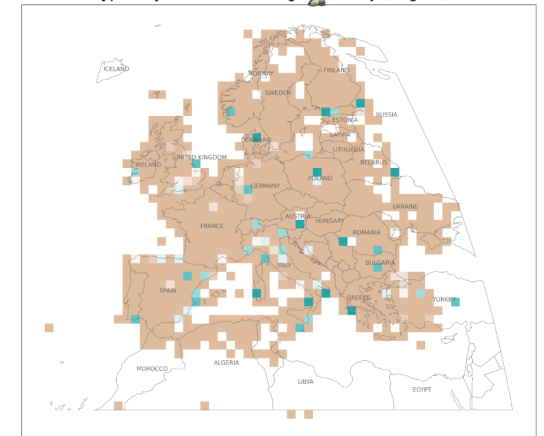 ICELAND
NORWAY
FINLAND
SWEDEN
RUSSIA
ESTONIA
LATVIA
DENMARK
LITHUANIA
UNITED KINGDOM
IRELAND
BELARUS
POLAND
GERMANY
UKRAINE
AUSTRIA
HUNGARY
FRANCE
ROMANIA
ITALY
BULGARIA
SPAIN
GREECE
TURKEY
ALGERIA
MOROCCO
LIBYA
EGYPT